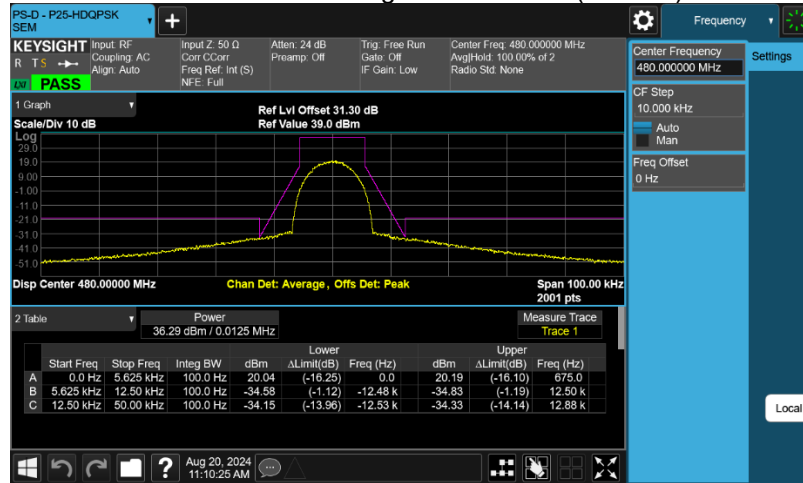 PS-D - P25-HDQPSK
SEM
Frequency
KEYSIGHT
Input: RF
Coupling: AC
Align: Auto
Input Z: 50 Ω
Corr CCorr
Freq Ref: Int (S)
NFE: Full
Atten: 24 dB
Preamp: Off
Trig: Free Run
Gate: Off
IF Gain: Low
Center Freq: 480.000000 MHz
Avg|Hold: 100.00% of 2
Radio Std: None
R T S
LXI PASS
Center Frequency
480.000000 MHz
Settings
CF Step
10.000 kHz
Auto
Man
Freq Offset
0 Hz
1 Graph
Scale/Div 10 dB
Ref Lvl Offset 31.30 dB
Ref Value 39.0 dBm
Log
29.0
19.0
9.00
-1.00
-11.0
-21.0
-31.0
-41.0
-51.0
Disp Center 480.00000 MHz
Chan Det: Average, Offs Det: Peak
Span 100.00 kHz
2001 pts
2 Table
Power
36.29 dBm / 0.0125 MHz
Measure Trace
Trace 1
Lower Upper
Start Freq Stop Freq Integ BW dBm ΔLimit(dB) Freq (Hz) dBm ΔLimit(dB) Freq (Hz)
A 0.0 Hz 5.625 kHz 100.0 Hz 20.04 (-16.25) 0.0 20.19 (-16.10) 675.0
B 5.625 kHz 12.50 kHz 100.0 Hz -34.58 (-1.12) -12.48 k -34.83 (-1.19) 12.50 k
C 12.50 kHz 50.00 kHz 100.0 Hz -34.15 (-13.96) -12.53 k -34.33 (-14.14) 12.88 k
Local
? Aug 20, 2024
11:10:25 AM